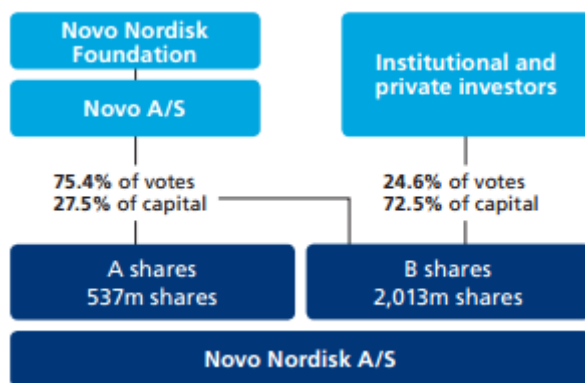 Novo Nordisk
Foundation
Novo A/S
Institutional and
private investors
75.4% of votes
27.5% of capital
24.6% of votes
72.5% of capital
A shares
537m shares
B shares
2,013m shares
Novo Nordisk A/S